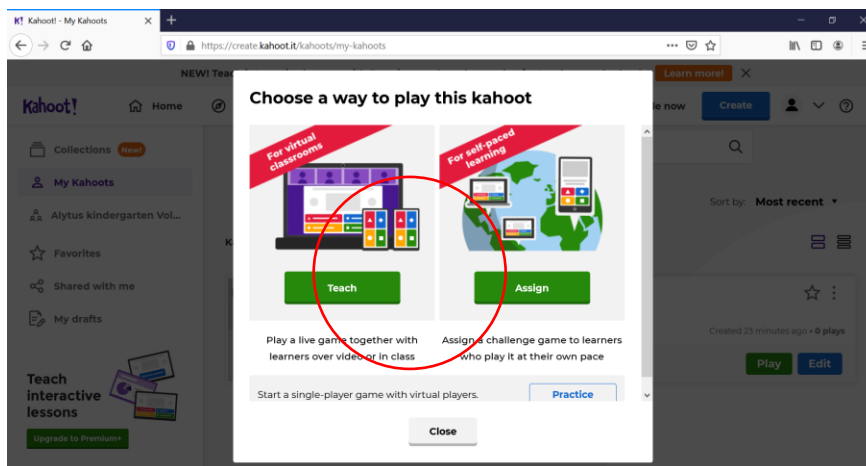 K! Kahoot! - My Kahoots
https://create.kahoot.it/kahoots/my-kahoots
NEW! Teac
Learn more!
Kahoot!
Home
le now
Create
Choose a way to play this kahoot
Collections New!
My Kahoots
Alytus kindergarten Vol...
Favorites
Shared with me
My drafts
Teach
interactive
lessons
Upgrade to Premium+
For virtual
classrooms
Teach
Play a live game together with
learners over video or in class
For self-paced
learning
Assign
Assign a challenge game to learners
who play it at their own pace
Start a single-player game with virtual players.
Practice
Close
Sort by: Most recent
Created 23 minutes ago • 0 plays
Play
Edit